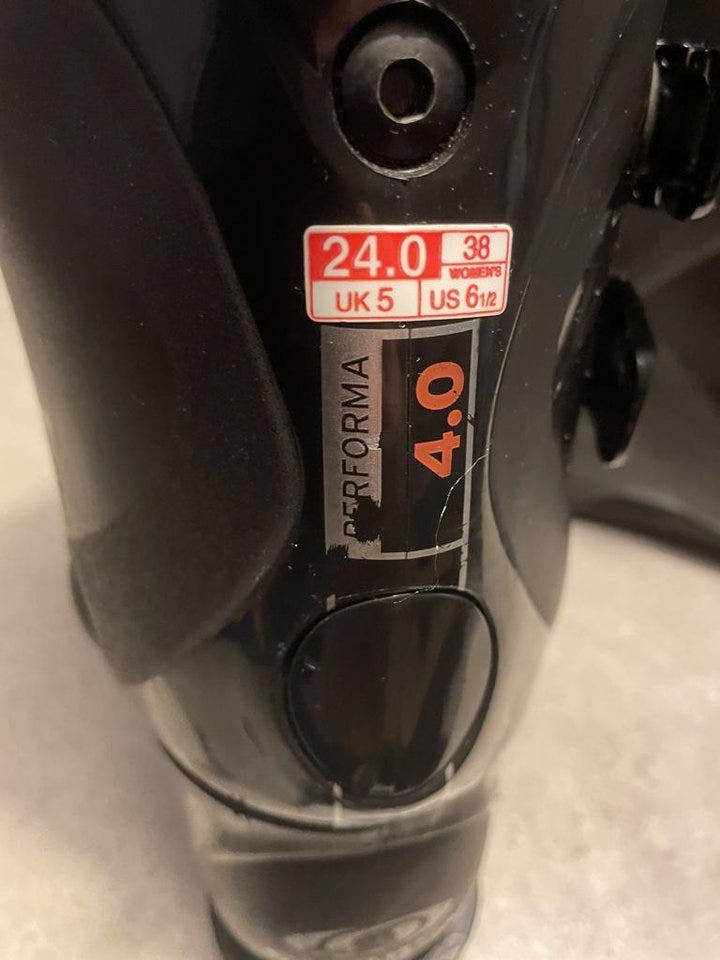 24.0 38
WOMEN'S
UK 5 US 6 1/2
PERFORMA
4.0